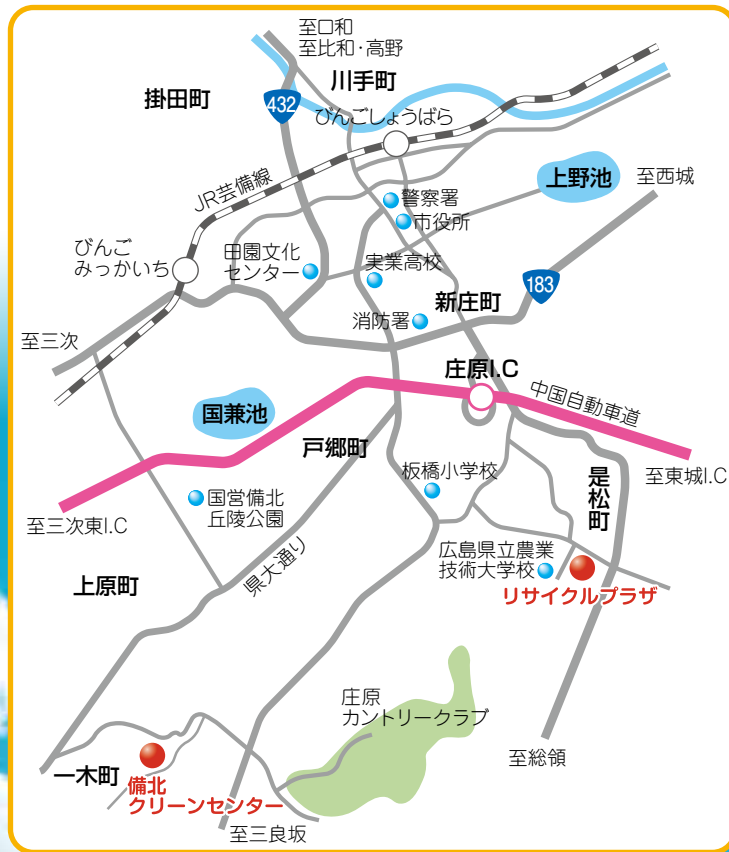 至口和
至比和・高野
川手町
掛田町
432
びんごしょうばら
JR芸備線
上野池
至西城
警察署
市役所
びんご
みっかいち
田園文化
センター
実業高校
183
新庄町
消防署
至三次
庄原I.C
中国自動車道
国兼池
戸郷町
板橋小学校
至東城I.C
是松町
国営備北
丘陵公園
至三次東I.C
県大通り
広島県立農業
技術大学校
リサイクルプラザ
上原町
庄原
カントリークラブ
至総領
一木町
備北
クリーンセンター
至三良坂